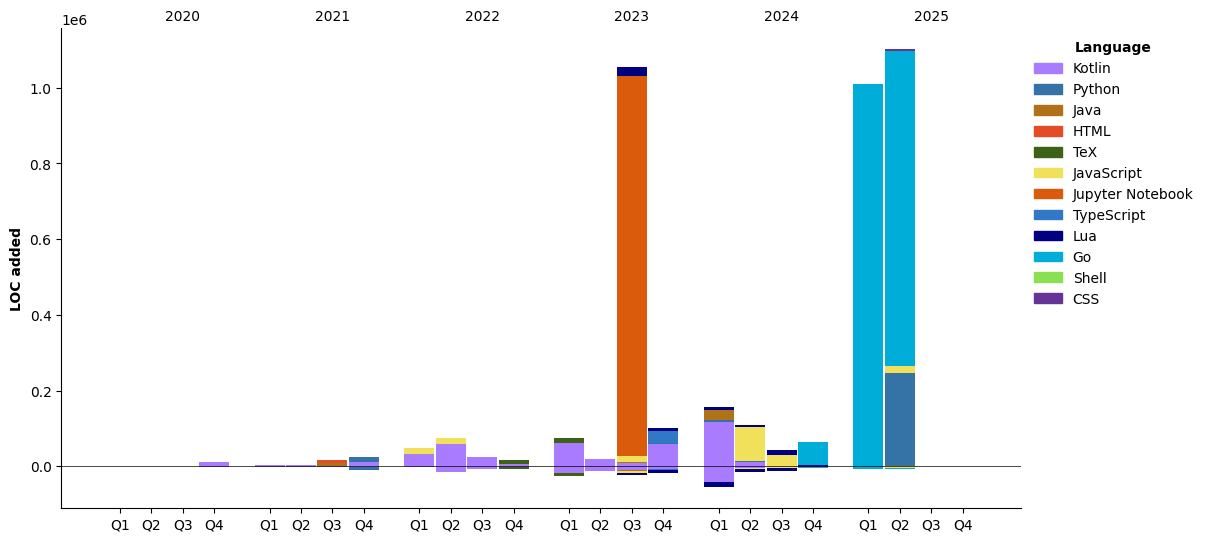 1e6
2020 2021 2022 2023 2024 2025
Language
Kotlin
Python
Java
HTML
TeX
JavaScript
Jupyter Notebook
TypeScript
Lua
Go
Shell
CSS
LOC added
1.0
0.8
0.6
0.4
0.2
0.0
Q1 Q2 Q3 Q4 Q1 Q2 Q3 Q4 Q1 Q2 Q3 Q4 Q1 Q2 Q3 Q4 Q1 Q2 Q3 Q4 Q1 Q2 Q3 Q4